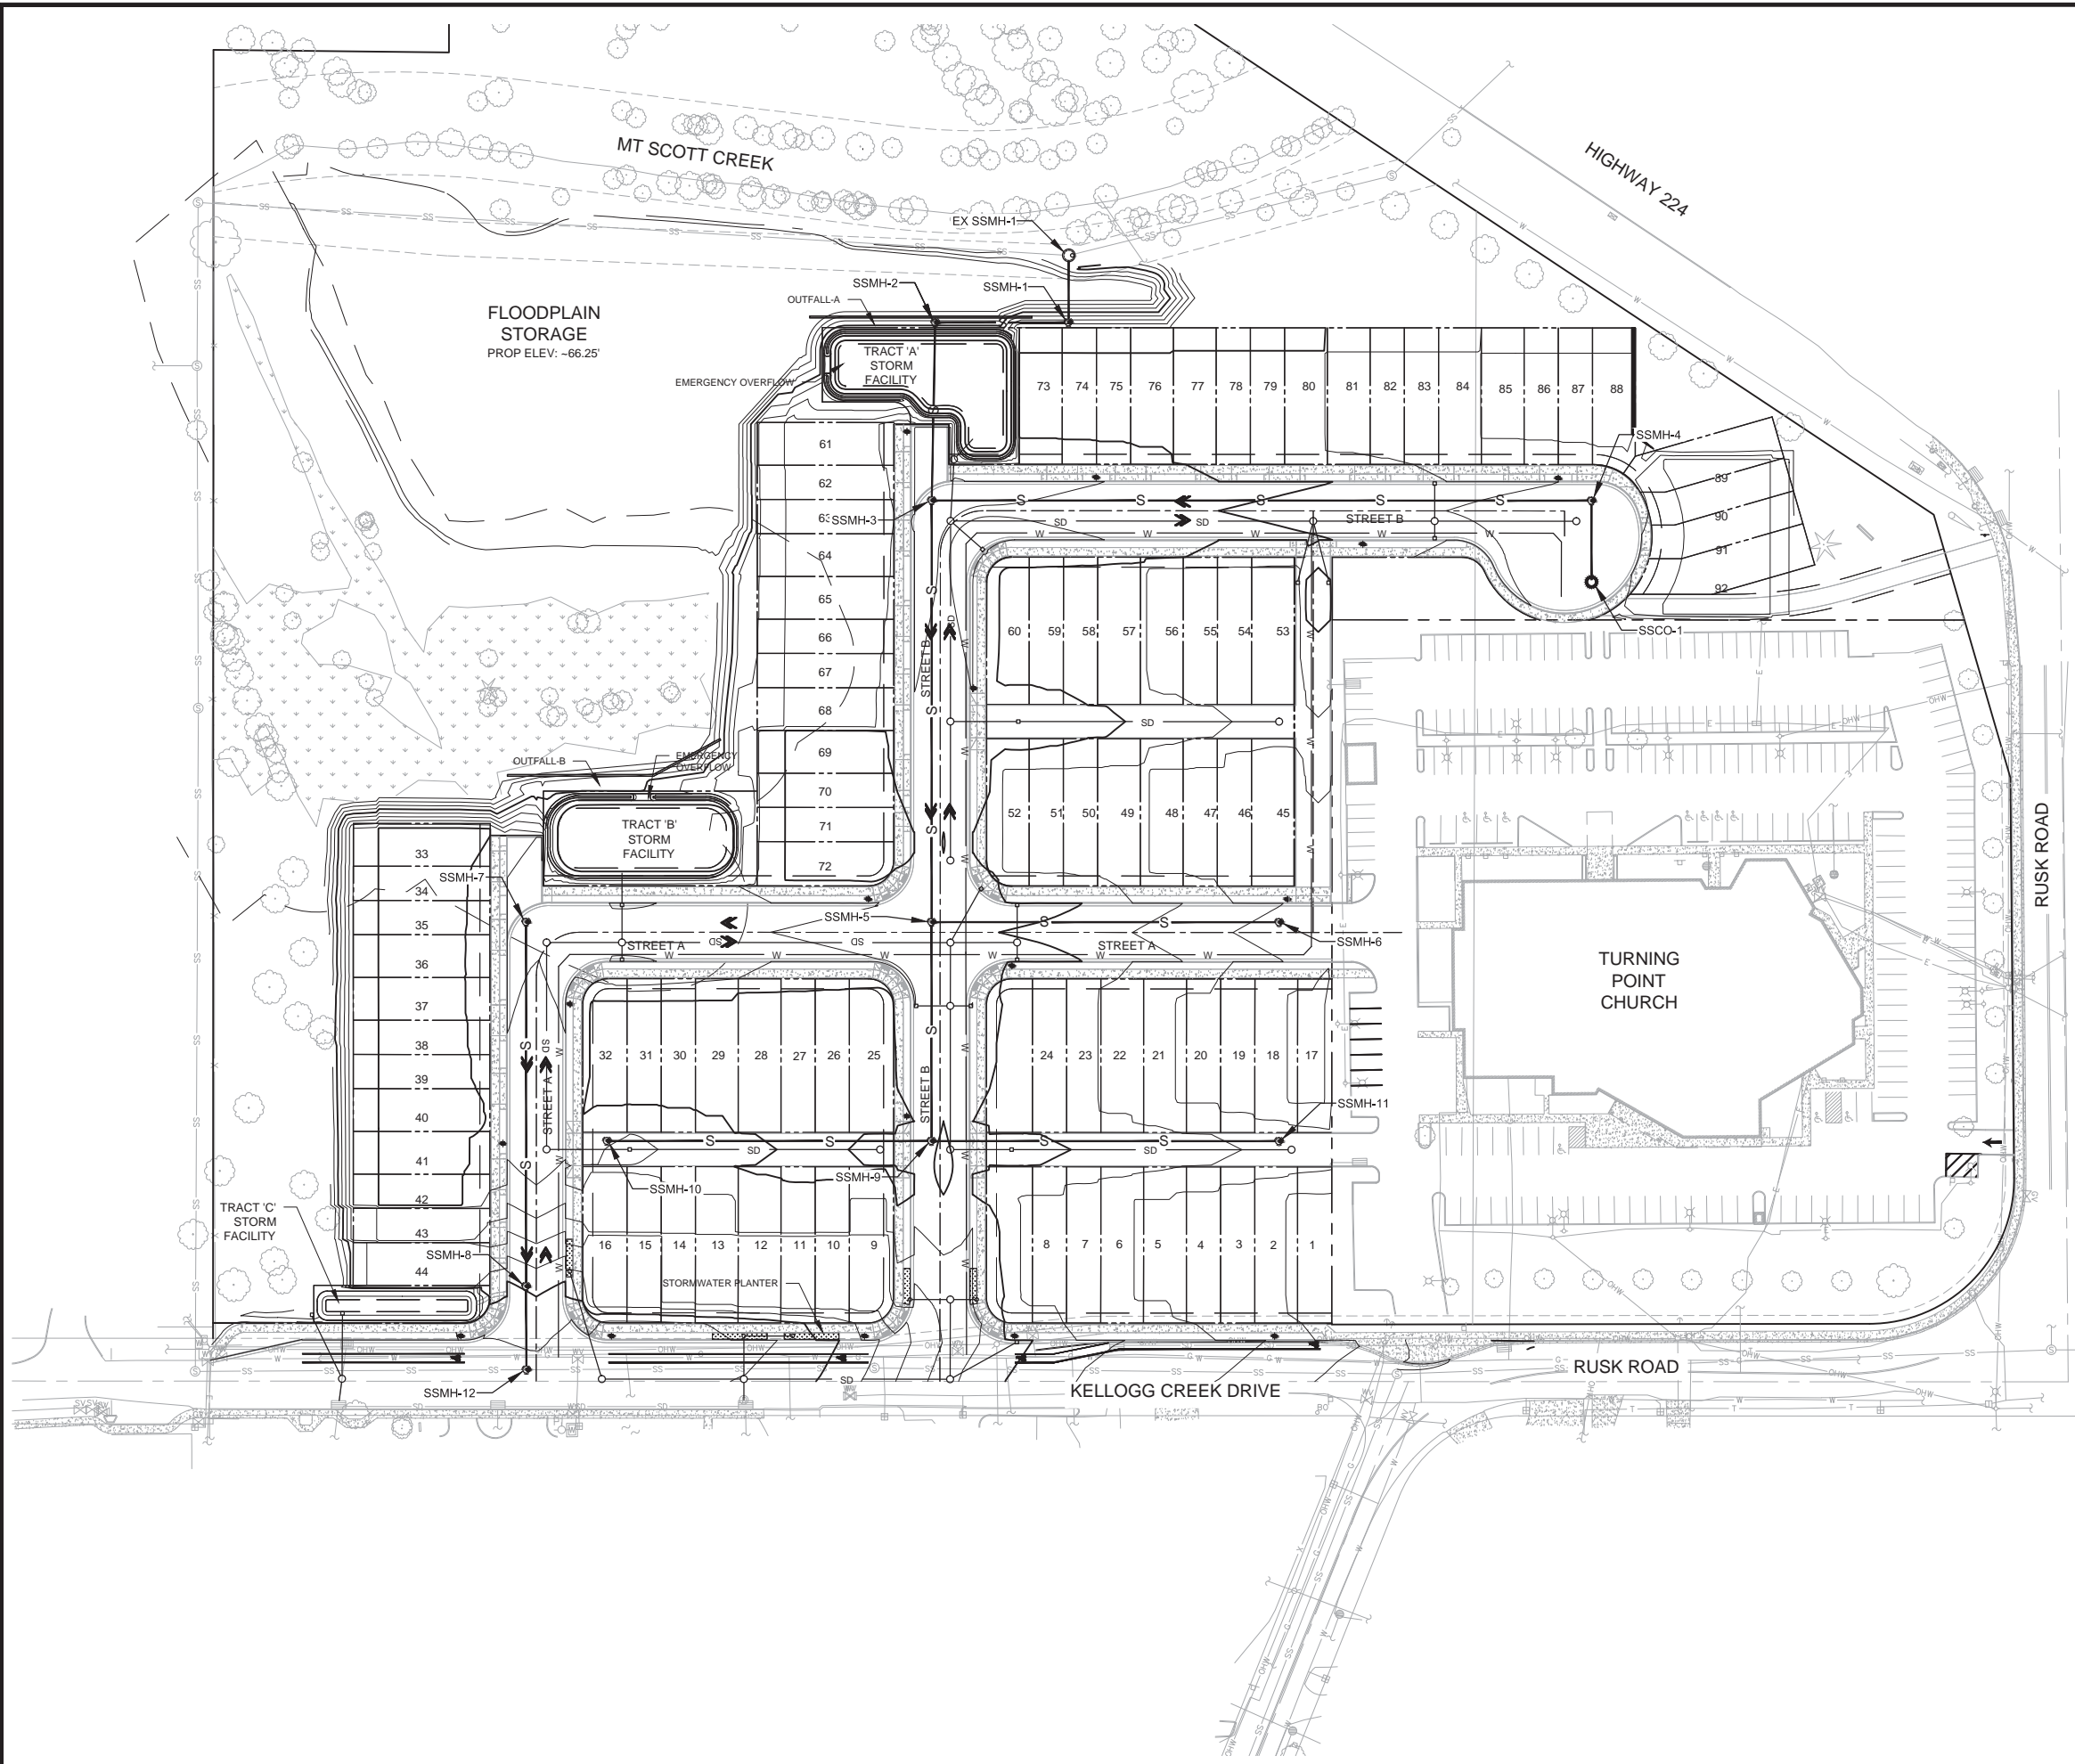 MT SCOTT CREEK
HIGHWAY 224
EX SSMH-1
SSMH-2
SSMH-1
OUTFALL-A
FLOODPLAIN
STORAGE
PROP ELEV: ~66.25'
TRACT 'A'
STORM
FACILITY
EMERGENCY OVERFLOW
73 74 75 76 77 78 79 80 81 82 83 84 85 86 87 88
SSMH-4
61
62
63
64
65
66
67
68
69
70
71
72
SSMH-3
STREET B
89
90
91
92
SSCO-1
60 59 58 57 56 55 54 53
STREET B
SD
52 51 50 49 48 47 46 45
OUTFALL-B
EMERGENCY
OVERFLOW
TRACT 'B'
STORM
FACILITY
RUSK ROAD
33
34
35
36
37
38
39
40
41
42
43
44
SSMH-7
SSMH-5
SSMH-6
STREET A
STREET A
TURNING
POINT
CHURCH
32 31 30 29 28 27 26 25
24 23 22 21 20 19 18 17
STREET A
STREET B
SSMH-11
SD
SD
SSMH-9
SSMH-10
TRACT 'C'
STORM
FACILITY
SSMH-8
16 15 14 13 12 11 10 9
8 7 6 5 4 3 2 1
STORMWATER PLANTER
SSMH-12
SD
KELLOGG CREEK DRIVE
RUSK ROAD